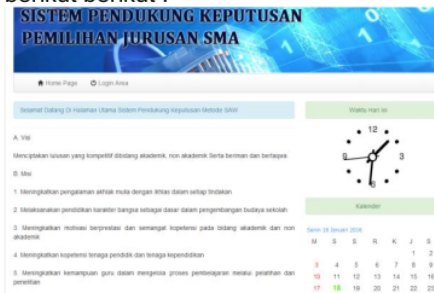 SISTEM PENDUKUNG KEPUTUSAN
PEMILIHAN JURUSAN SMA
Home Page Login Area
Selamat Datang Di Halaman Utama Sistem Pendukung Keputusan Metode SAW
A. Visi
Menciptakan lulusan yang kompetitif dibidang akademik, non akademik Serta beriman dan bertaqwa
B. Misi
1. Meningkatkan pengalaman akhlak mulia dengan ikhlas dalam setiap tindakan
2. Melaksanakan pendidikan karakter bangsa sebagai dasar dalam pengembangan budaya sekolah
3. Meningkatkan motivasi berprestasi dan semangat kopetensi pada bidang akademik dan non
akademik
4. Meningkatkan kopetensi tenaga pendidik dan tenaga kependidikan
5. Meningkatkan kemampuan guru dalam mengelola proses pembelajaran melalui pelatihan dan
penelitian
Waktu Hari Ini
12
9 3
6
Kalender
Senin 18 Januari 2016
M S S R K J S
1 2
3 4 5 6 7 8 9
10 11 12 13 14 15 16
17 18 19 20 21 22 23